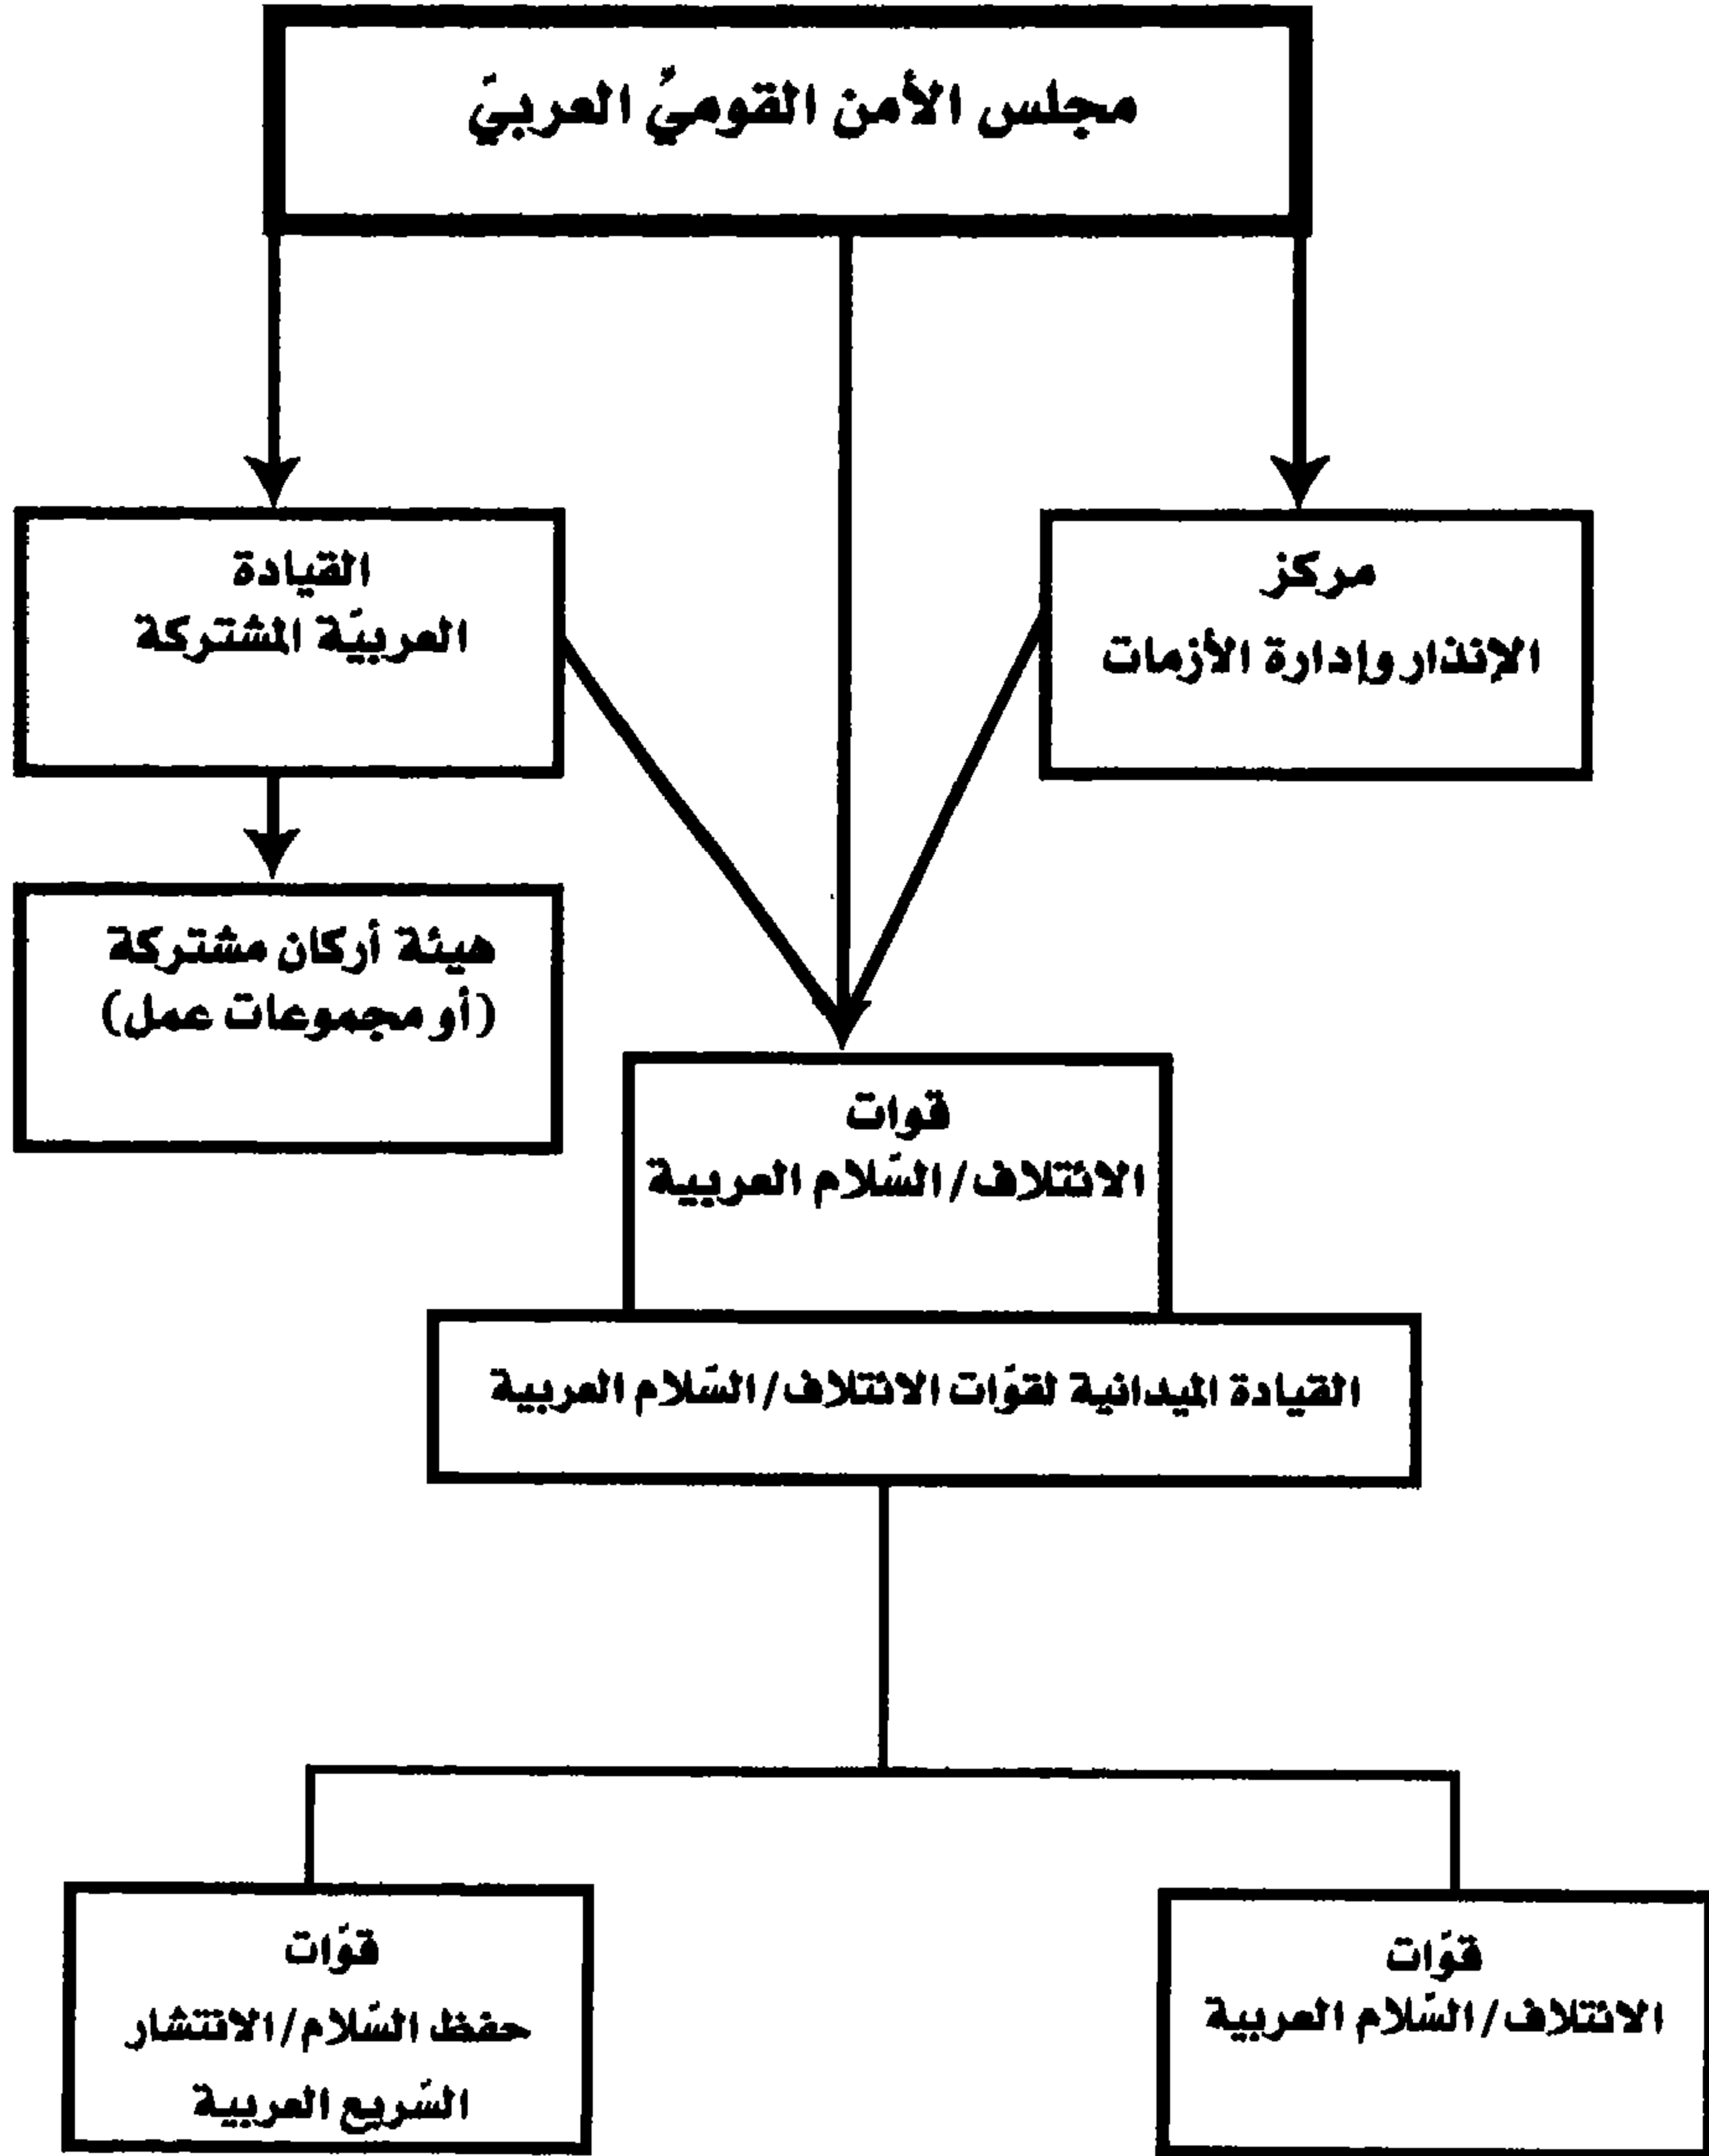 مجلس الأمن القوميّ العربيّ
مركز
الإنذار وإدارة الأزمات
القيادة
العربيّة المشتركة
هيئة أركان مشتركة
(أو مجموعات عمل)
قوات
الائتلاف/السّلام العربية
القيادة الميدانية لقوّات الائتلاف/السّلام العربية
قوّات
الائتلاف/السّلام العربية
قوّات
حفظ السّلام/الانتشار
السّريع العربية